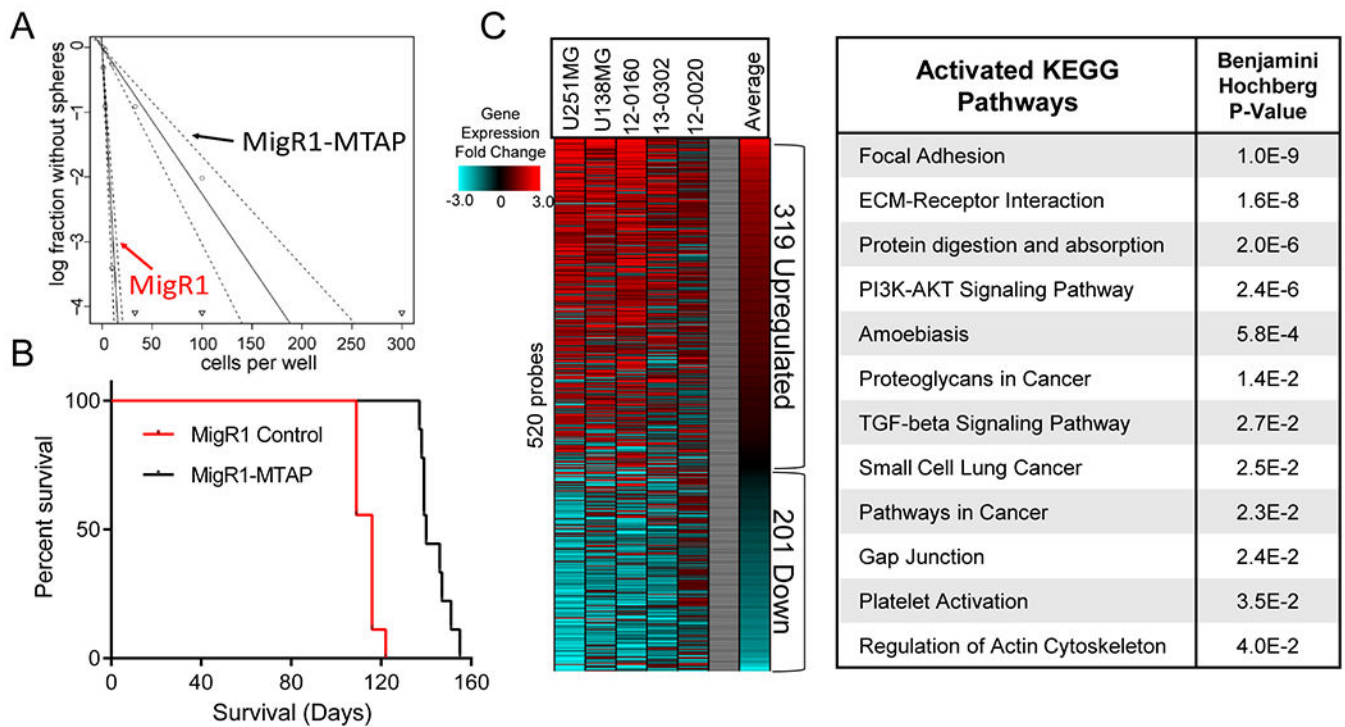 A
log fraction without spheres
0
-1
-2
-3
-4
MigR1-MTAP
MigR1
0 50 100 150 200 250 300
cells per well
B
Percent survival
100
50
0
MigR1 Control
MigR1-MTAP
0 40 80 120 160
Survival (Days)
C
Gene
Expression
Fold Change
-3.0 0 3.0
U251MG
U138MG
12-0160
13-0302
12-0020
Average
520 probes
319 Upregulated
201 Down
Activated KEGG
Pathways
Benjamini
Hochberg
P-Value
Focal Adhesion 1.0E-9
ECM-Receptor Interaction 1.6E-8
Protein digestion and absorption 2.0E-6
PI3K-AKT Signaling Pathway 2.4E-6
Amoebiasis 5.8E-4
Proteoglycans in Cancer 1.4E-2
TGF-beta Signaling Pathway 2.7E-2
Small Cell Lung Cancer 2.5E-2
Pathways in Cancer 2.3E-2
Gap Junction 2.4E-2
Platelet Activation 3.5E-2
Regulation of Actin Cytoskeleton 4.0E-2